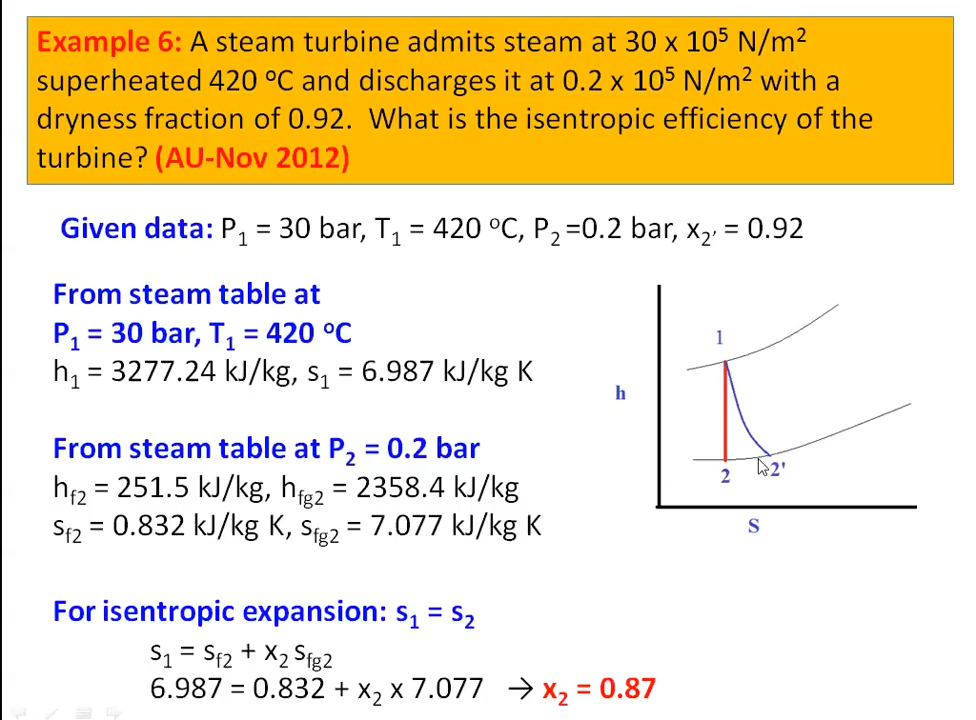 Example 6: A steam turbine admits steam at 30 x 10⁵ N/m²
superheated 420 ᵒC and discharges it at 0.2 x 10⁵ N/m² with a
dryness fraction of 0.92. What is the isentropic efficiency of the
turbine? (AU-Nov 2012)
Given data: P₁ = 30 bar, T₁ = 420 ᵒC, P₂ =0.2 bar, x₂′ = 0.92
From steam table at
P₁ = 30 bar, T₁ = 420 ᵒC
h₁ = 3277.24 kJ/kg, s₁ = 6.987 kJ/kg K
From steam table at P₂ = 0.2 bar
h_f2 = 251.5 kJ/kg, h_fg2 = 2358.4 kJ/kg
s_f2 = 0.832 kJ/kg K, s_fg2 = 7.077 kJ/kg K
For isentropic expansion: s₁ = s₂
s₁ = s_f2 + x₂ s_fg2
6.987 = 0.832 + x₂ x 7.077 → x₂ = 0.87
1
h
2
2'
S